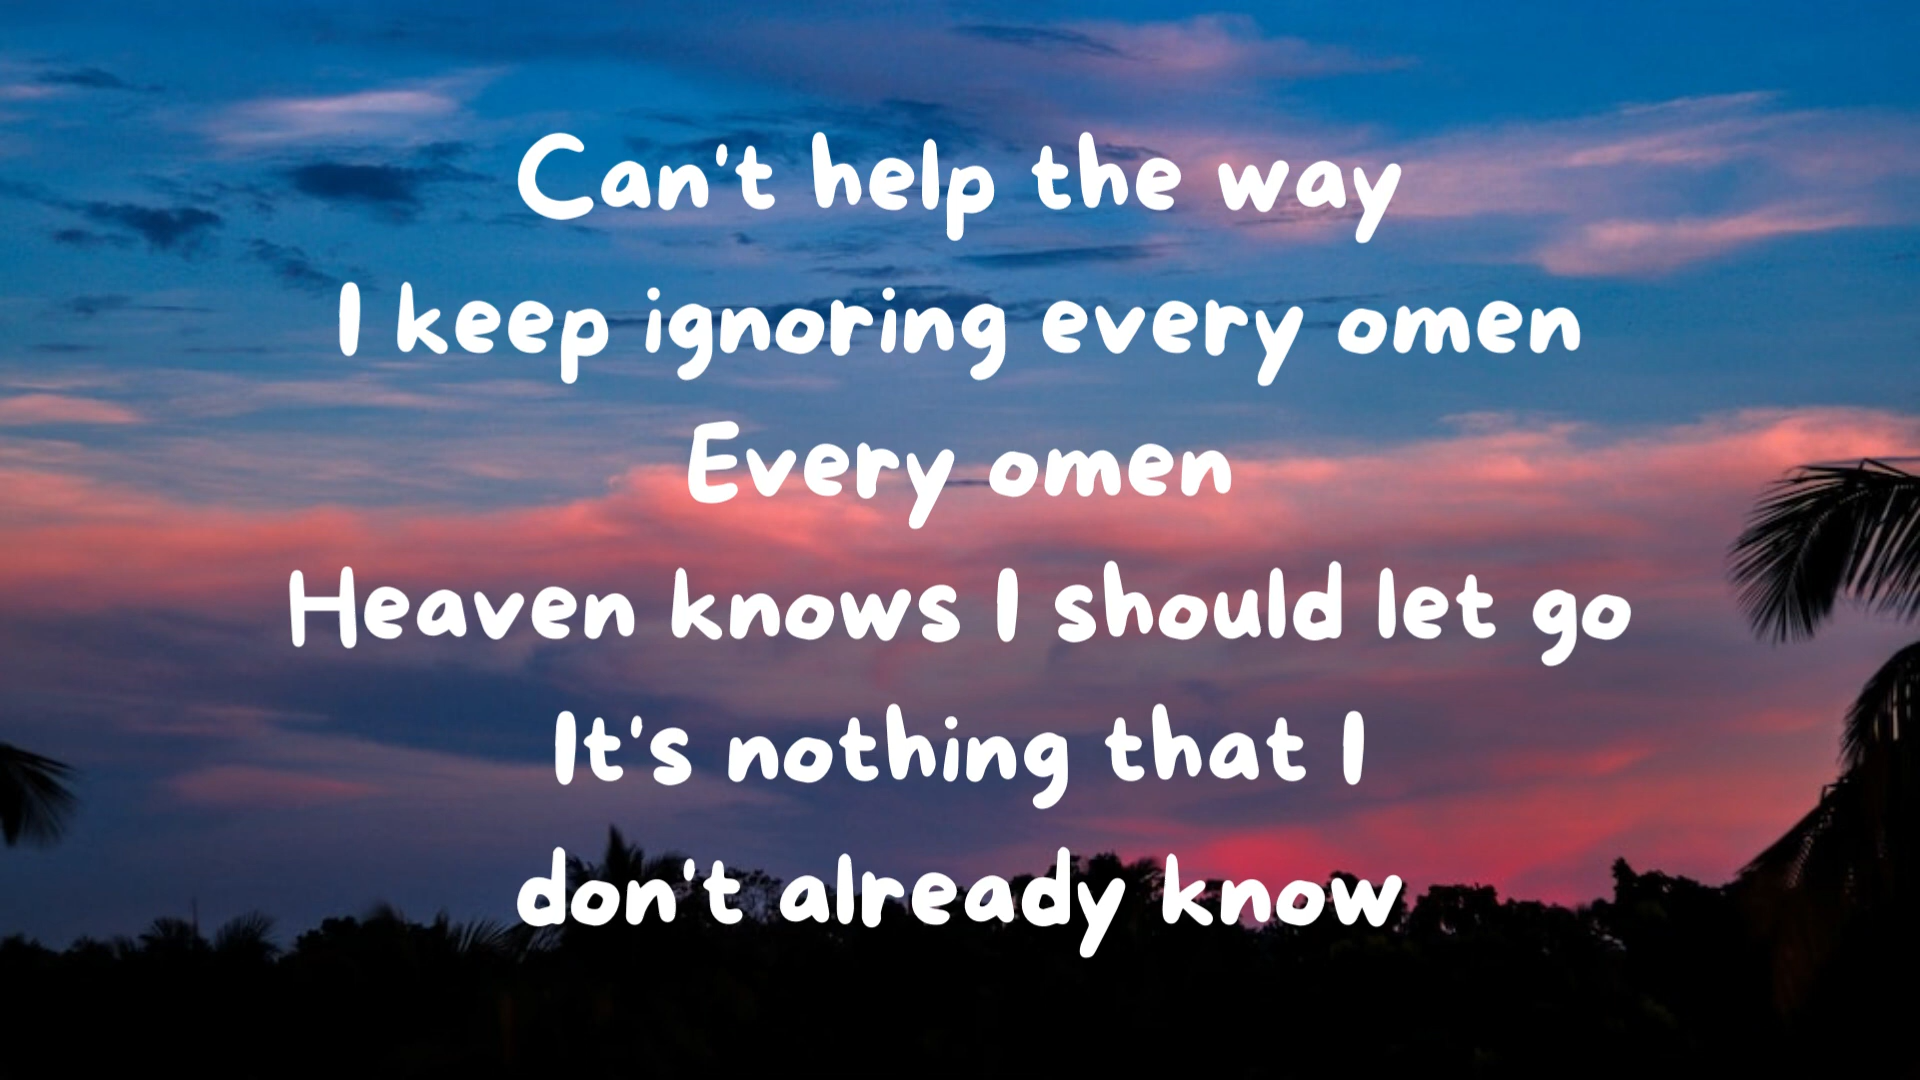 Can't help the way
I keep ignoring every omen
Every omen
Heaven knows I should let go
It's nothing that I
don't already know